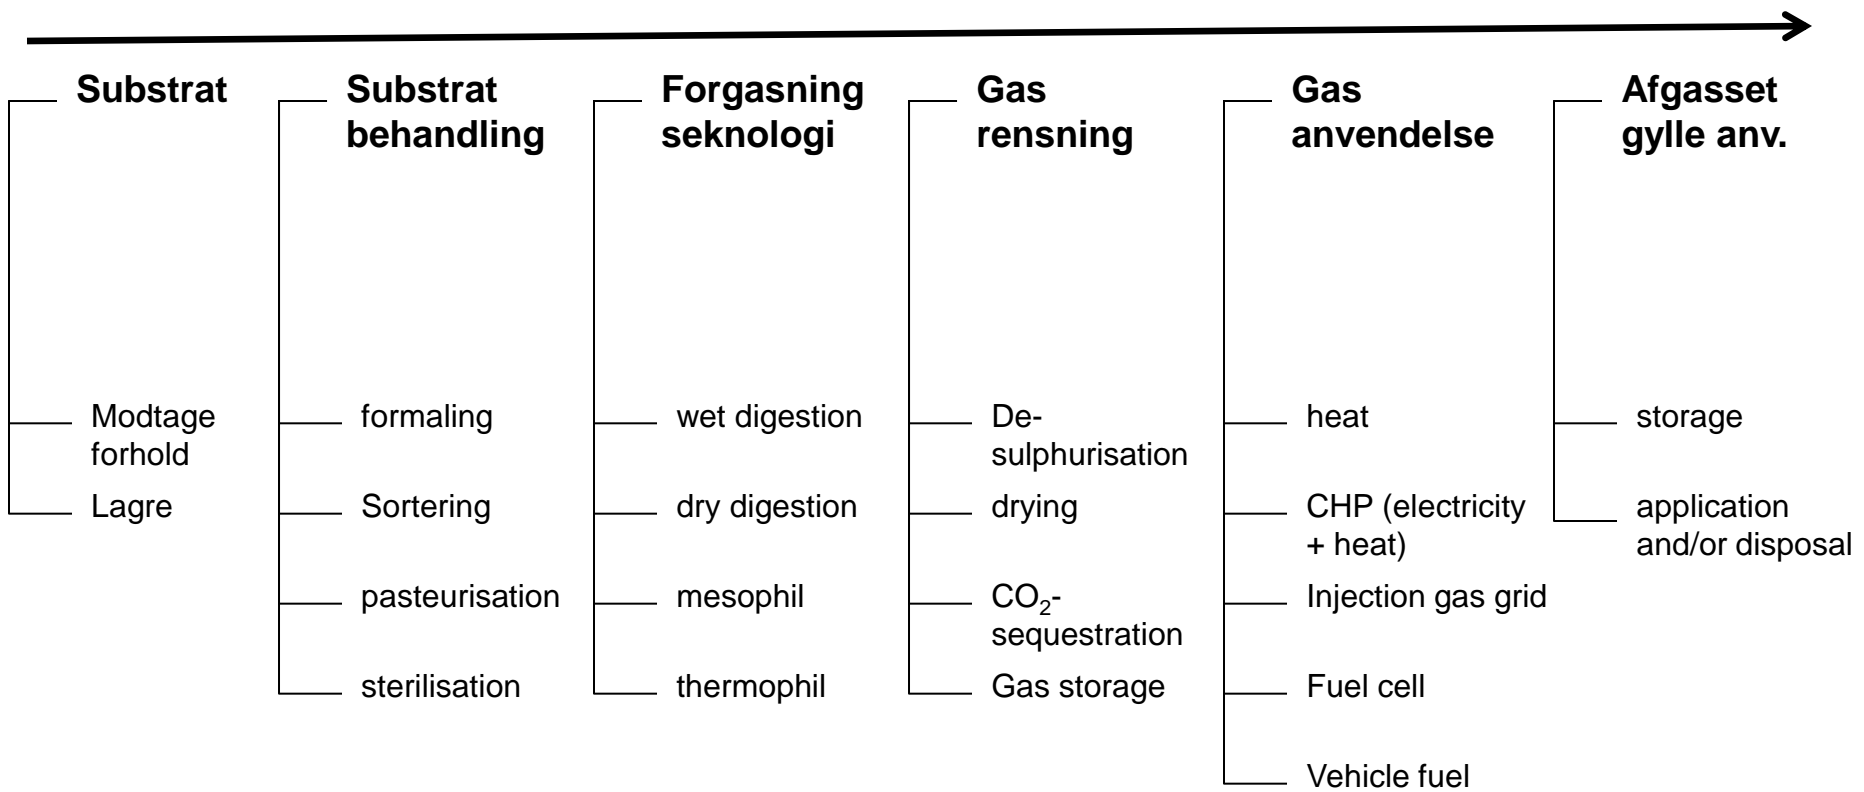 Substrat
Modtage
forhold
Lagre
Substrat
behandling
formaling
Sortering
pasteurisation
sterilisation
Forgasning
seknologi
wet digestion
dry digestion
mesophil
thermophil
Gas
rensning
De-
sulphurisation
drying
CO₂-
sequestration
Gas storage
Gas
anvendelse
heat
CHP (electricity
+ heat)
Injection gas grid
Fuel cell
Vehicle fuel
Afgasset
gylle anv.
storage
application
and/or disposal